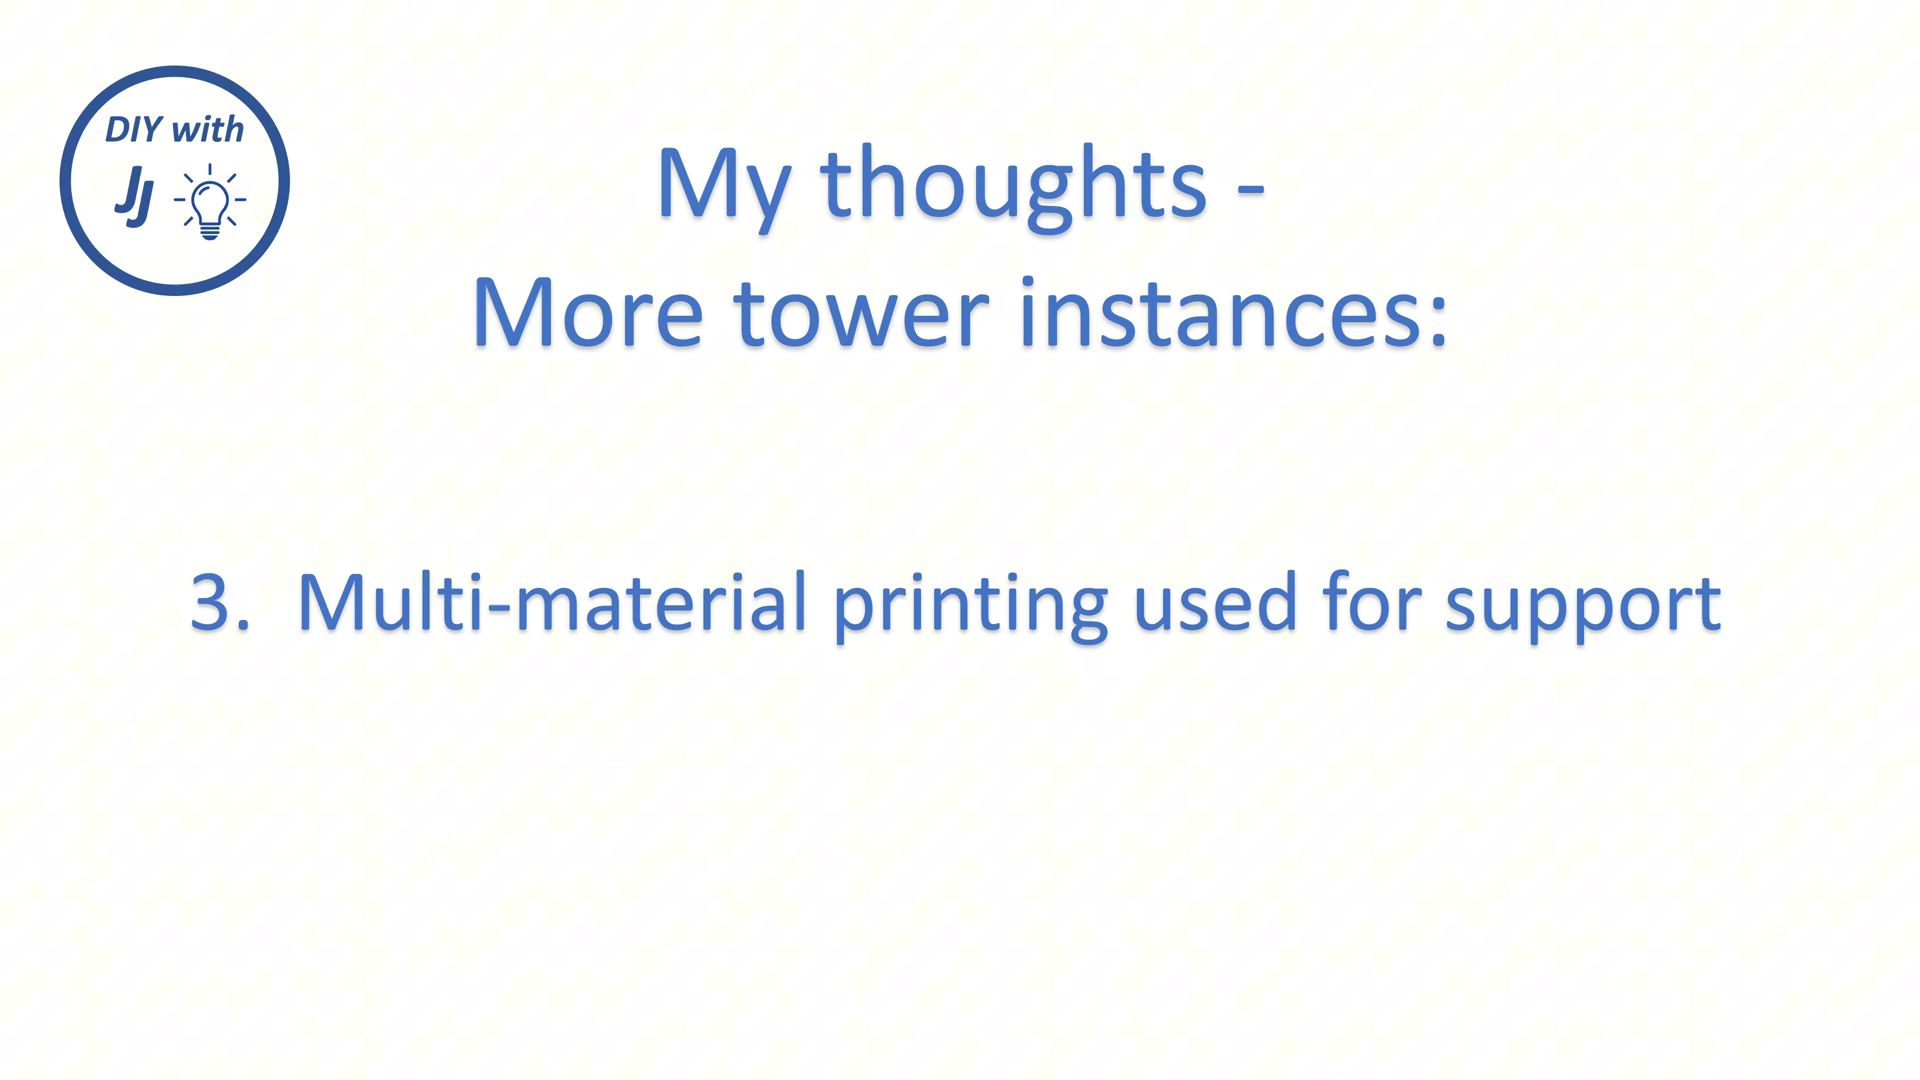 DIY with
JJ
My thoughts -
More tower instances:
3. Multi-material printing used for support